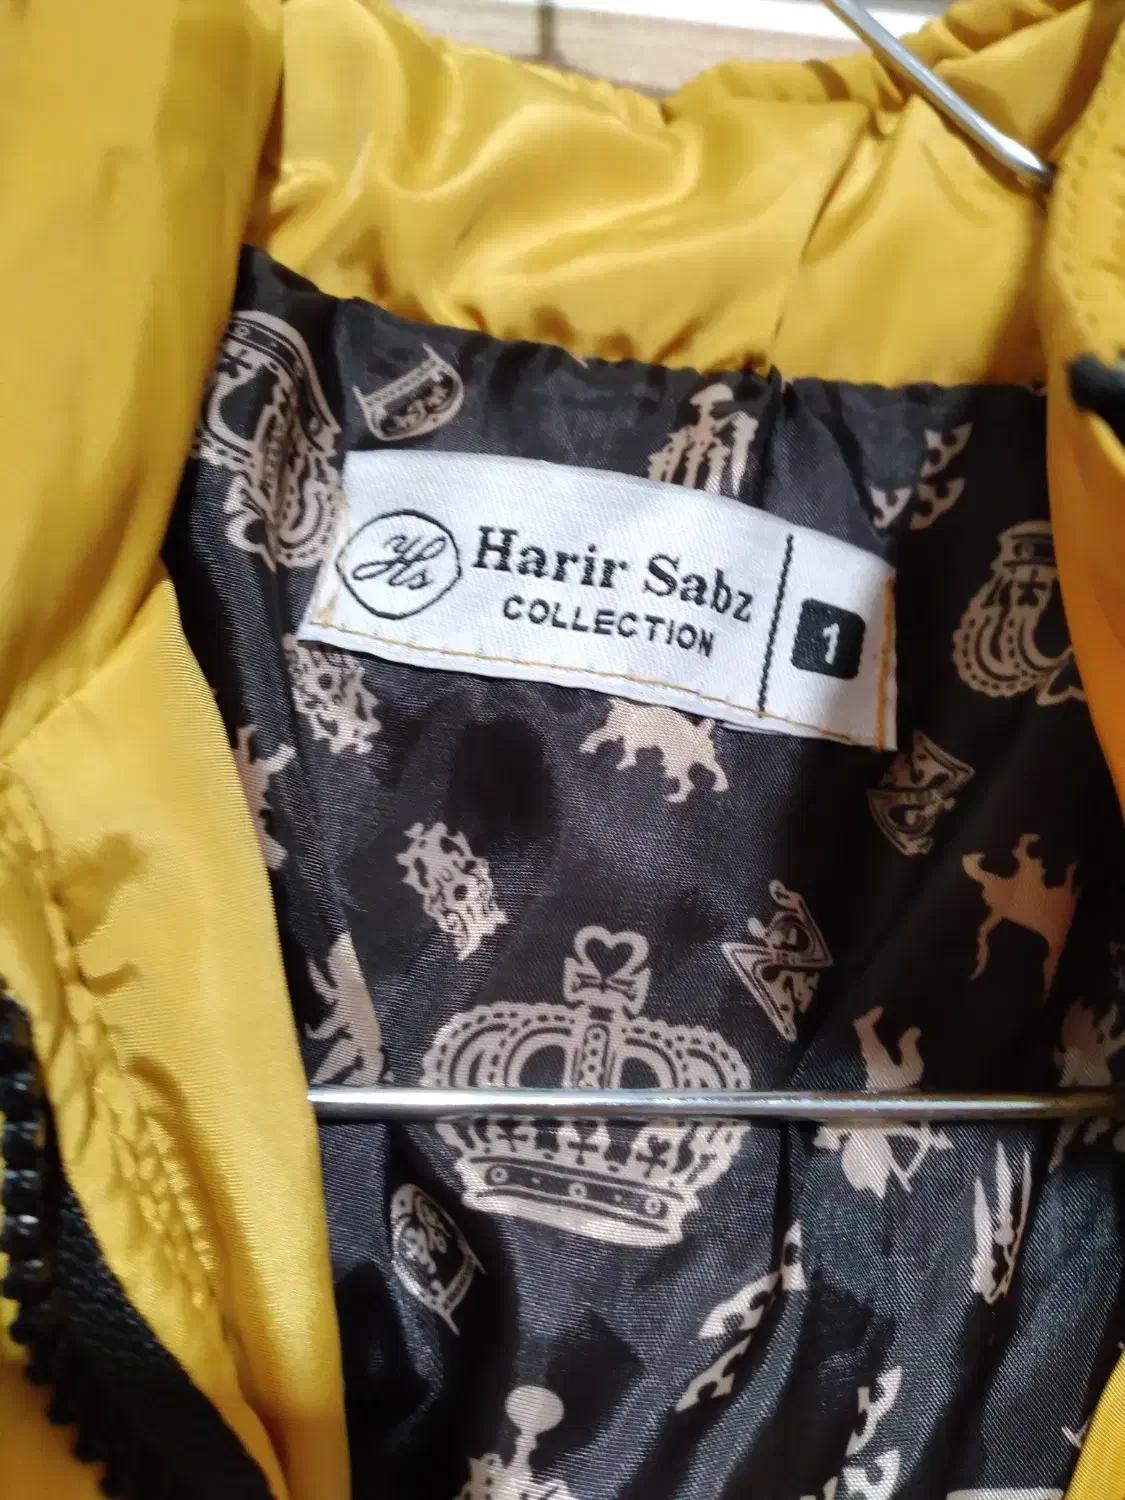 Hs
Harir Sabz
COLLECTION
1